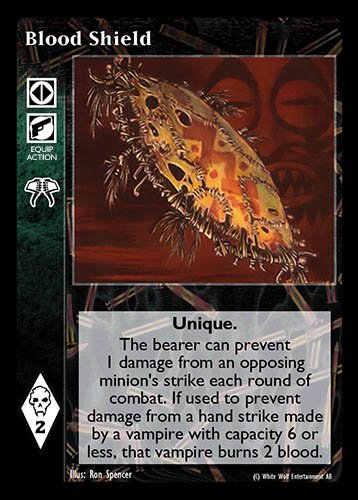 Blood Shield
EQUIP
ACTION
Unique.
The bearer can prevent
1 damage from an opposing
minion's strike each round of
combat. If used to prevent
damage from a hand strike made
by a vampire with capacity 6 or
less, that vampire burns 2 blood.
2
Illus: Ron Spencer (C) White Wolf Entertainment AB